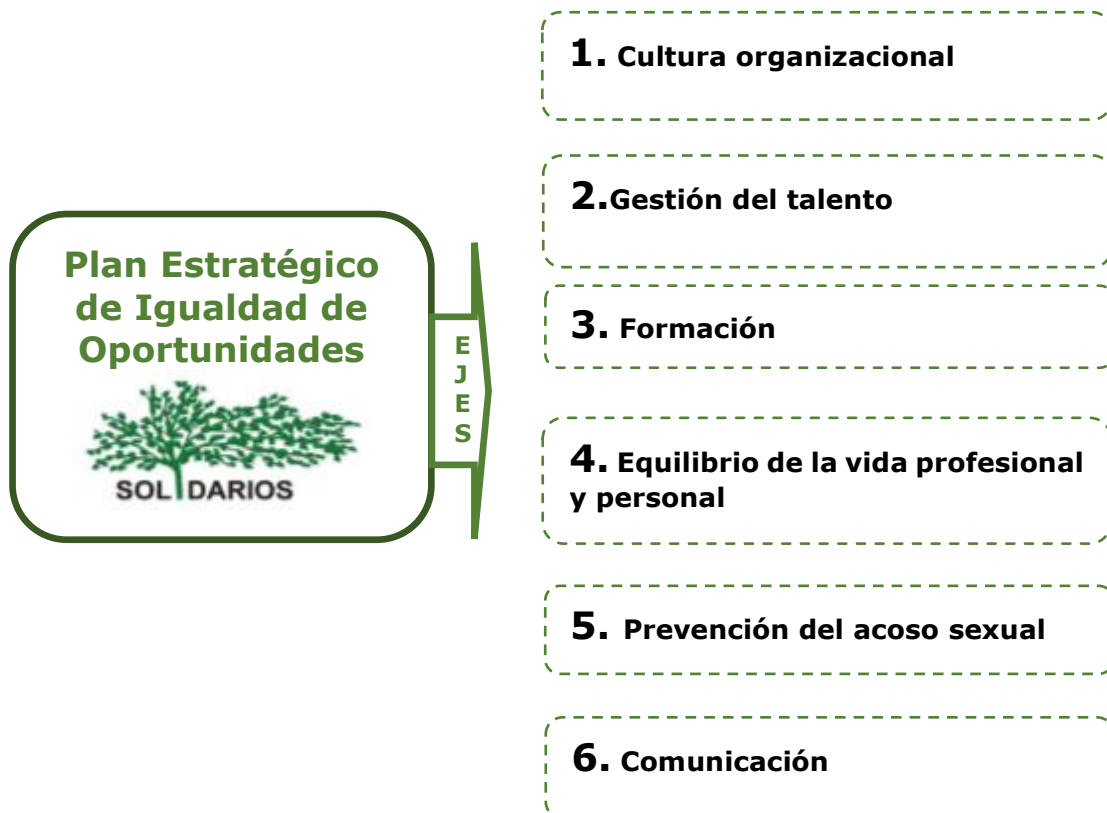 Plan Estratégico
de Igualdad de
Oportunidades
SOLIDARIOS
E
J
E
S
1. Cultura organizacional
2.Gestión del talento
3. Formación
4. Equilibrio de la vida profesional
y personal
5. Prevención del acoso sexual
6. Comunicación